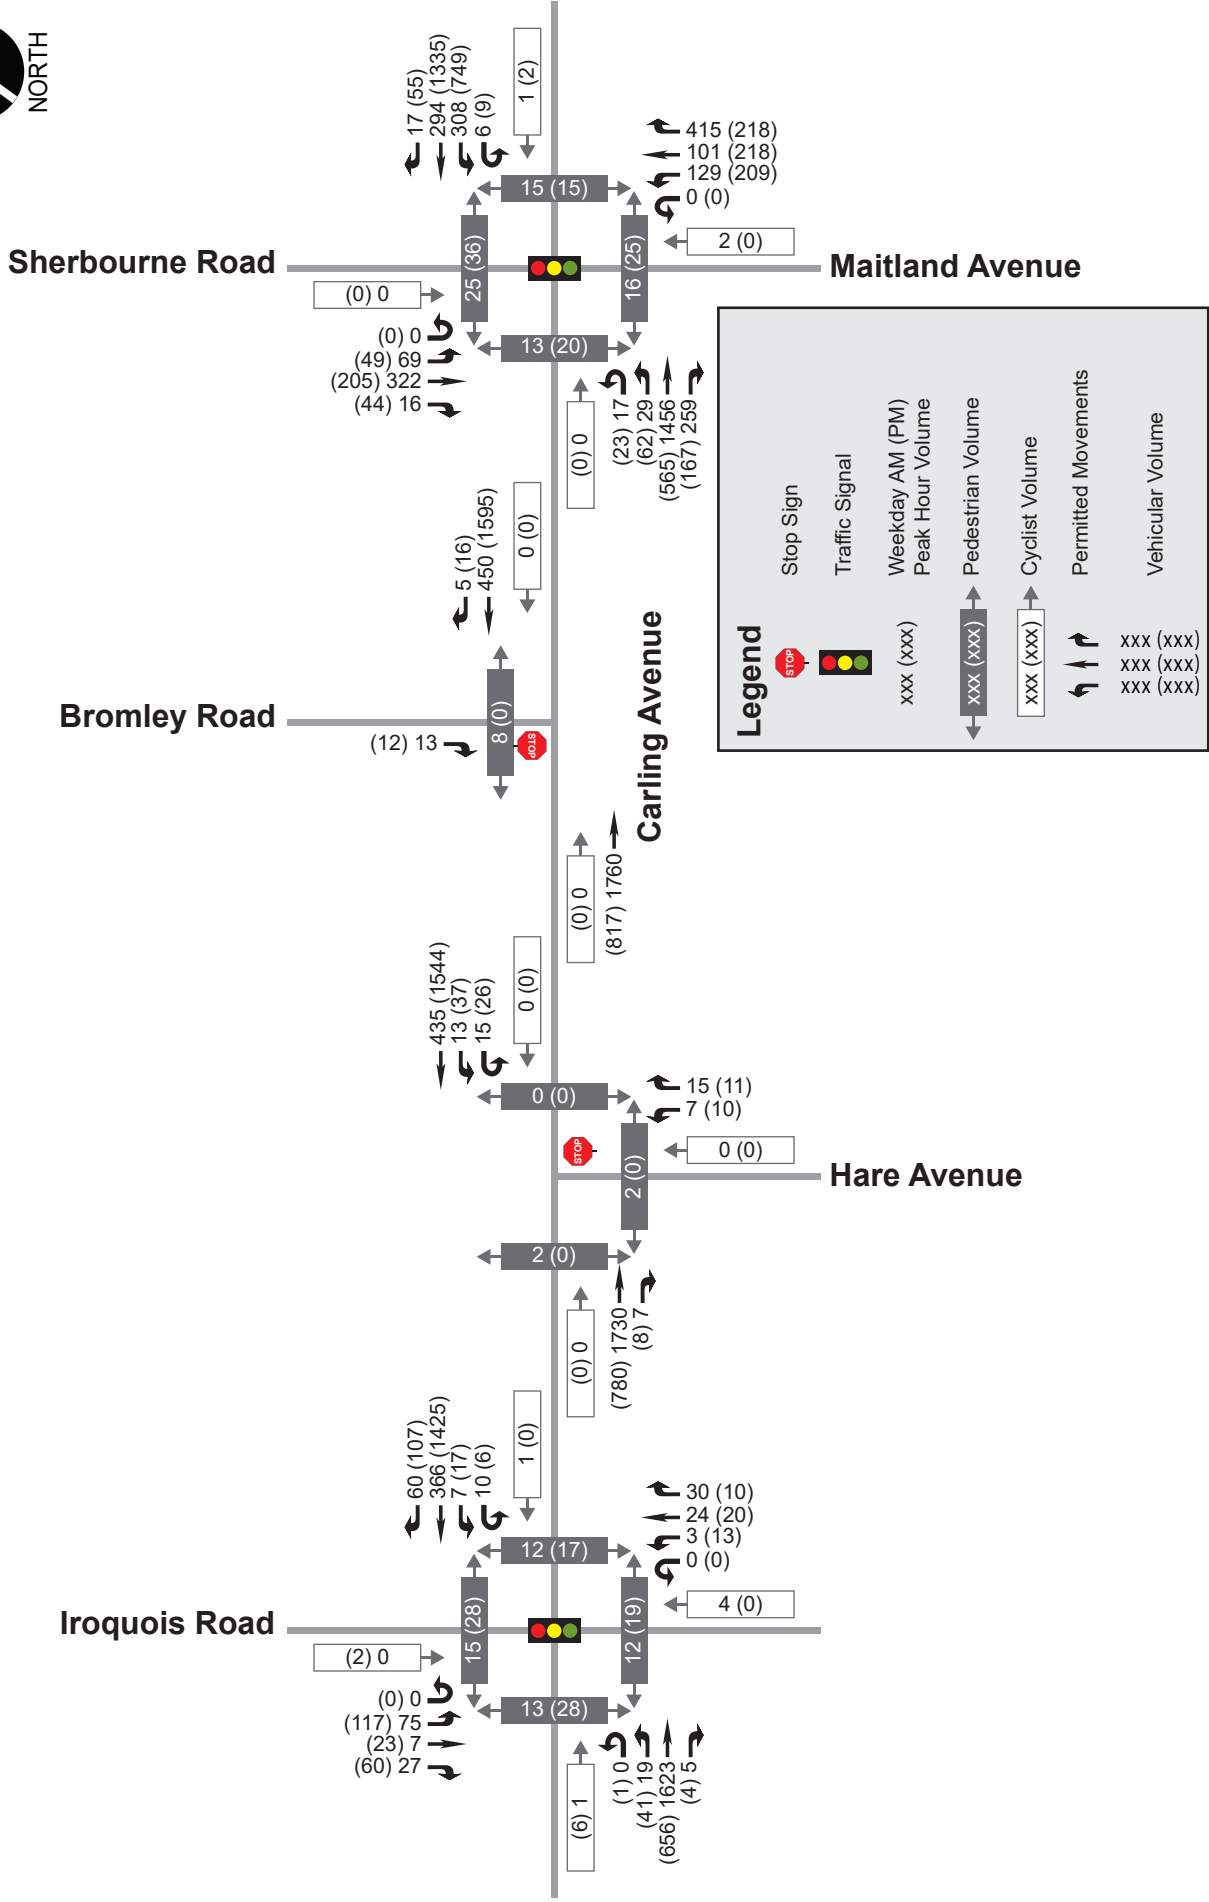 NORTH
17 (55)
294 (1335)
308 (749)
6 (9)
1 (2)
15 (15)
415 (218)
101 (218)
129 (209)
0 (0)
2 (0)
Sherbourne Road
25 (36)
16 (25)
Maitland Avenue
(0) 0
(0) 0
(49) 69
(205) 322
(44) 16
13 (20)
(0) 0
(23) 17
(62) 29
(565) 1456
(167) 259
5 (16)
450 (1595)
0 (0)
Bromley Road
8 (0)
STOP
(12) 13
Carling Avenue
(0) 0
(817) 1760
Legend
STOP
Stop Sign
Traffic Signal
xxx (xxx)
Weekday AM (PM)
Peak Hour Volume
xxx (xxx)
Pedestrian Volume
xxx (xxx)
Cyclist Volume
Permitted Movements
xxx (xxx)
xxx (xxx)
xxx (xxx)
Vehicular Volume
435 (1544)
13 (37)
15 (26)
0 (0)
0 (0)
15 (11)
7 (10)
STOP
0 (0)
2 (0)
Hare Avenue
2 (0)
(0) 0
(780) 1730
(8) 7
60 (107)
366 (1425)
7 (17)
10 (6)
1 (0)
12 (17)
30 (10)
24 (20)
3 (13)
0 (0)
4 (0)
Iroquois Road
15 (28)
12 (19)
(2) 0
(0) 0
(117) 75
(23) 7
(60) 27
13 (28)
(6) 1
(1) 0
(41) 19
(656) 1623
(4) 5